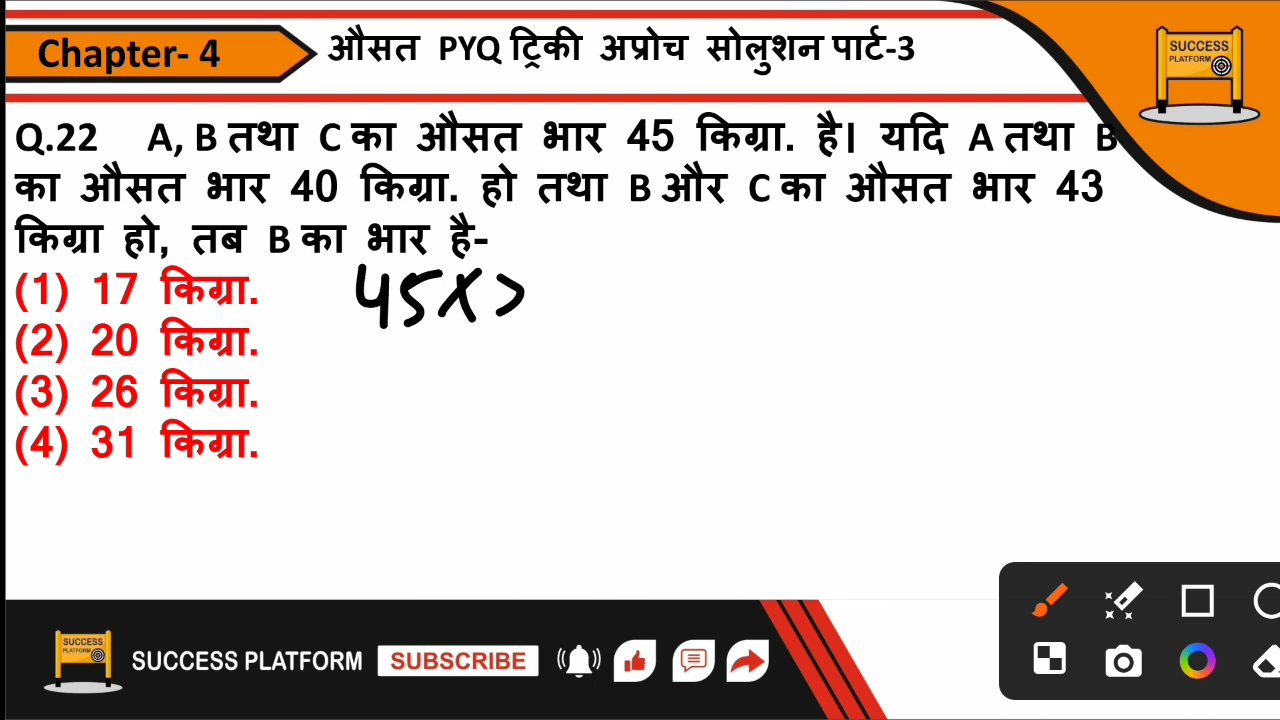 Chapter- 4
औसत PYQ ट्रिकी अप्रोच सोलुशन पार्ट-3
SUCCESS
PLATFORM
Q.22 A, B तथा C का औसत भार 45 किग्रा. है। यदि A तथा B
का औसत भार 40 किग्रा. हो तथा B और C का औसत भार 43
किग्रा हो, तब B का भार है-
(1) 17 किग्रा.
45X
(2) 20 किग्रा.
(3) 26 किग्रा.
(4) 31 किग्रा.
SUCCESS
PLATFORM
SUCCESS PLATFORM
SUBSCRIBE